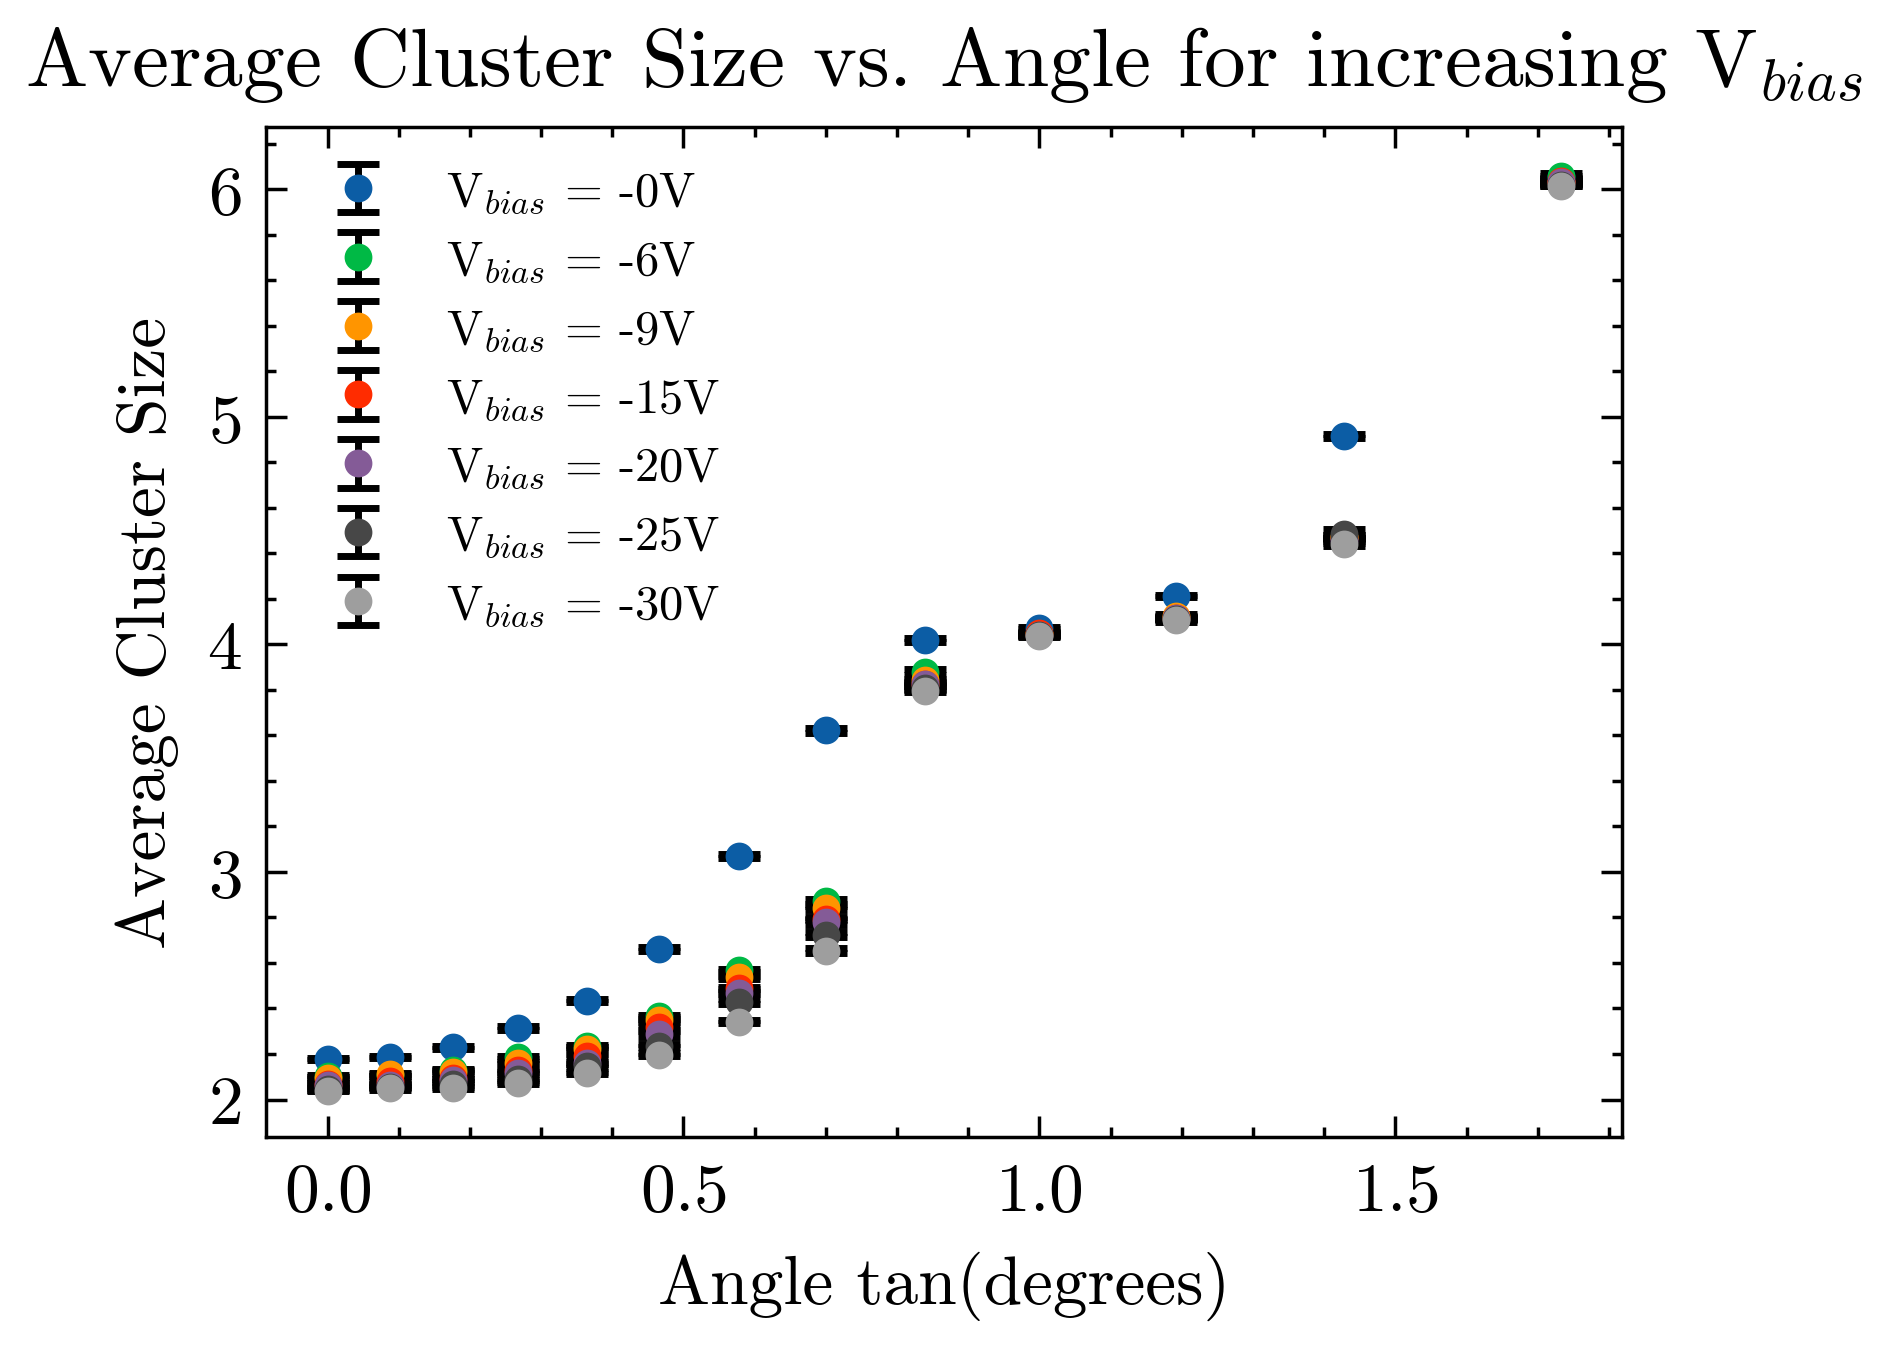 Average Cluster Size vs. Angle for increasing V_bias
V_bias = -0V
V_bias = -6V
V_bias = -9V
V_bias = -15V
V_bias = -20V
V_bias = -25V
V_bias = -30V
Average Cluster Size
6
5
4
3
2
0.0 0.5 1.0 1.5
Angle tan(degrees)